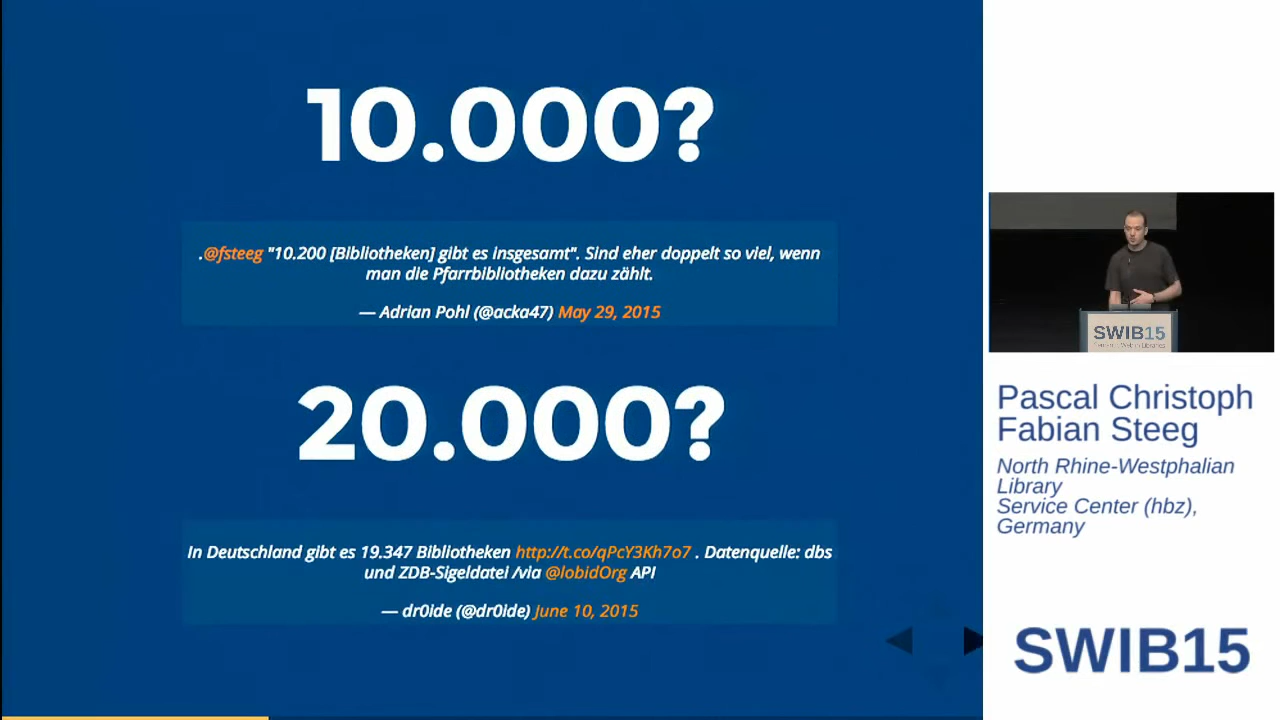 10.000?
.@fsteeg "10.200 [Bibliotheken] gibt es insgesamt". Sind eher doppelt so viel, wenn
man die Pfarrbibliotheken dazu zählt.
— Adrian Pohl (@acka47) May 29, 2015
20.000?
In Deutschland gibt es 19.347 Bibliotheken http://t.co/qPcY3Kh7o7 . Datenquelle: dbs
und ZDB-Sigeldatei /via @lobidOrg API
— dr0ide (@dr0ide) June 10, 2015
SWIB15
Pascal Christoph
Fabian Steeg
North Rhine-Westphalian
Library
Service Center (hbz),
Germany
SWIB15